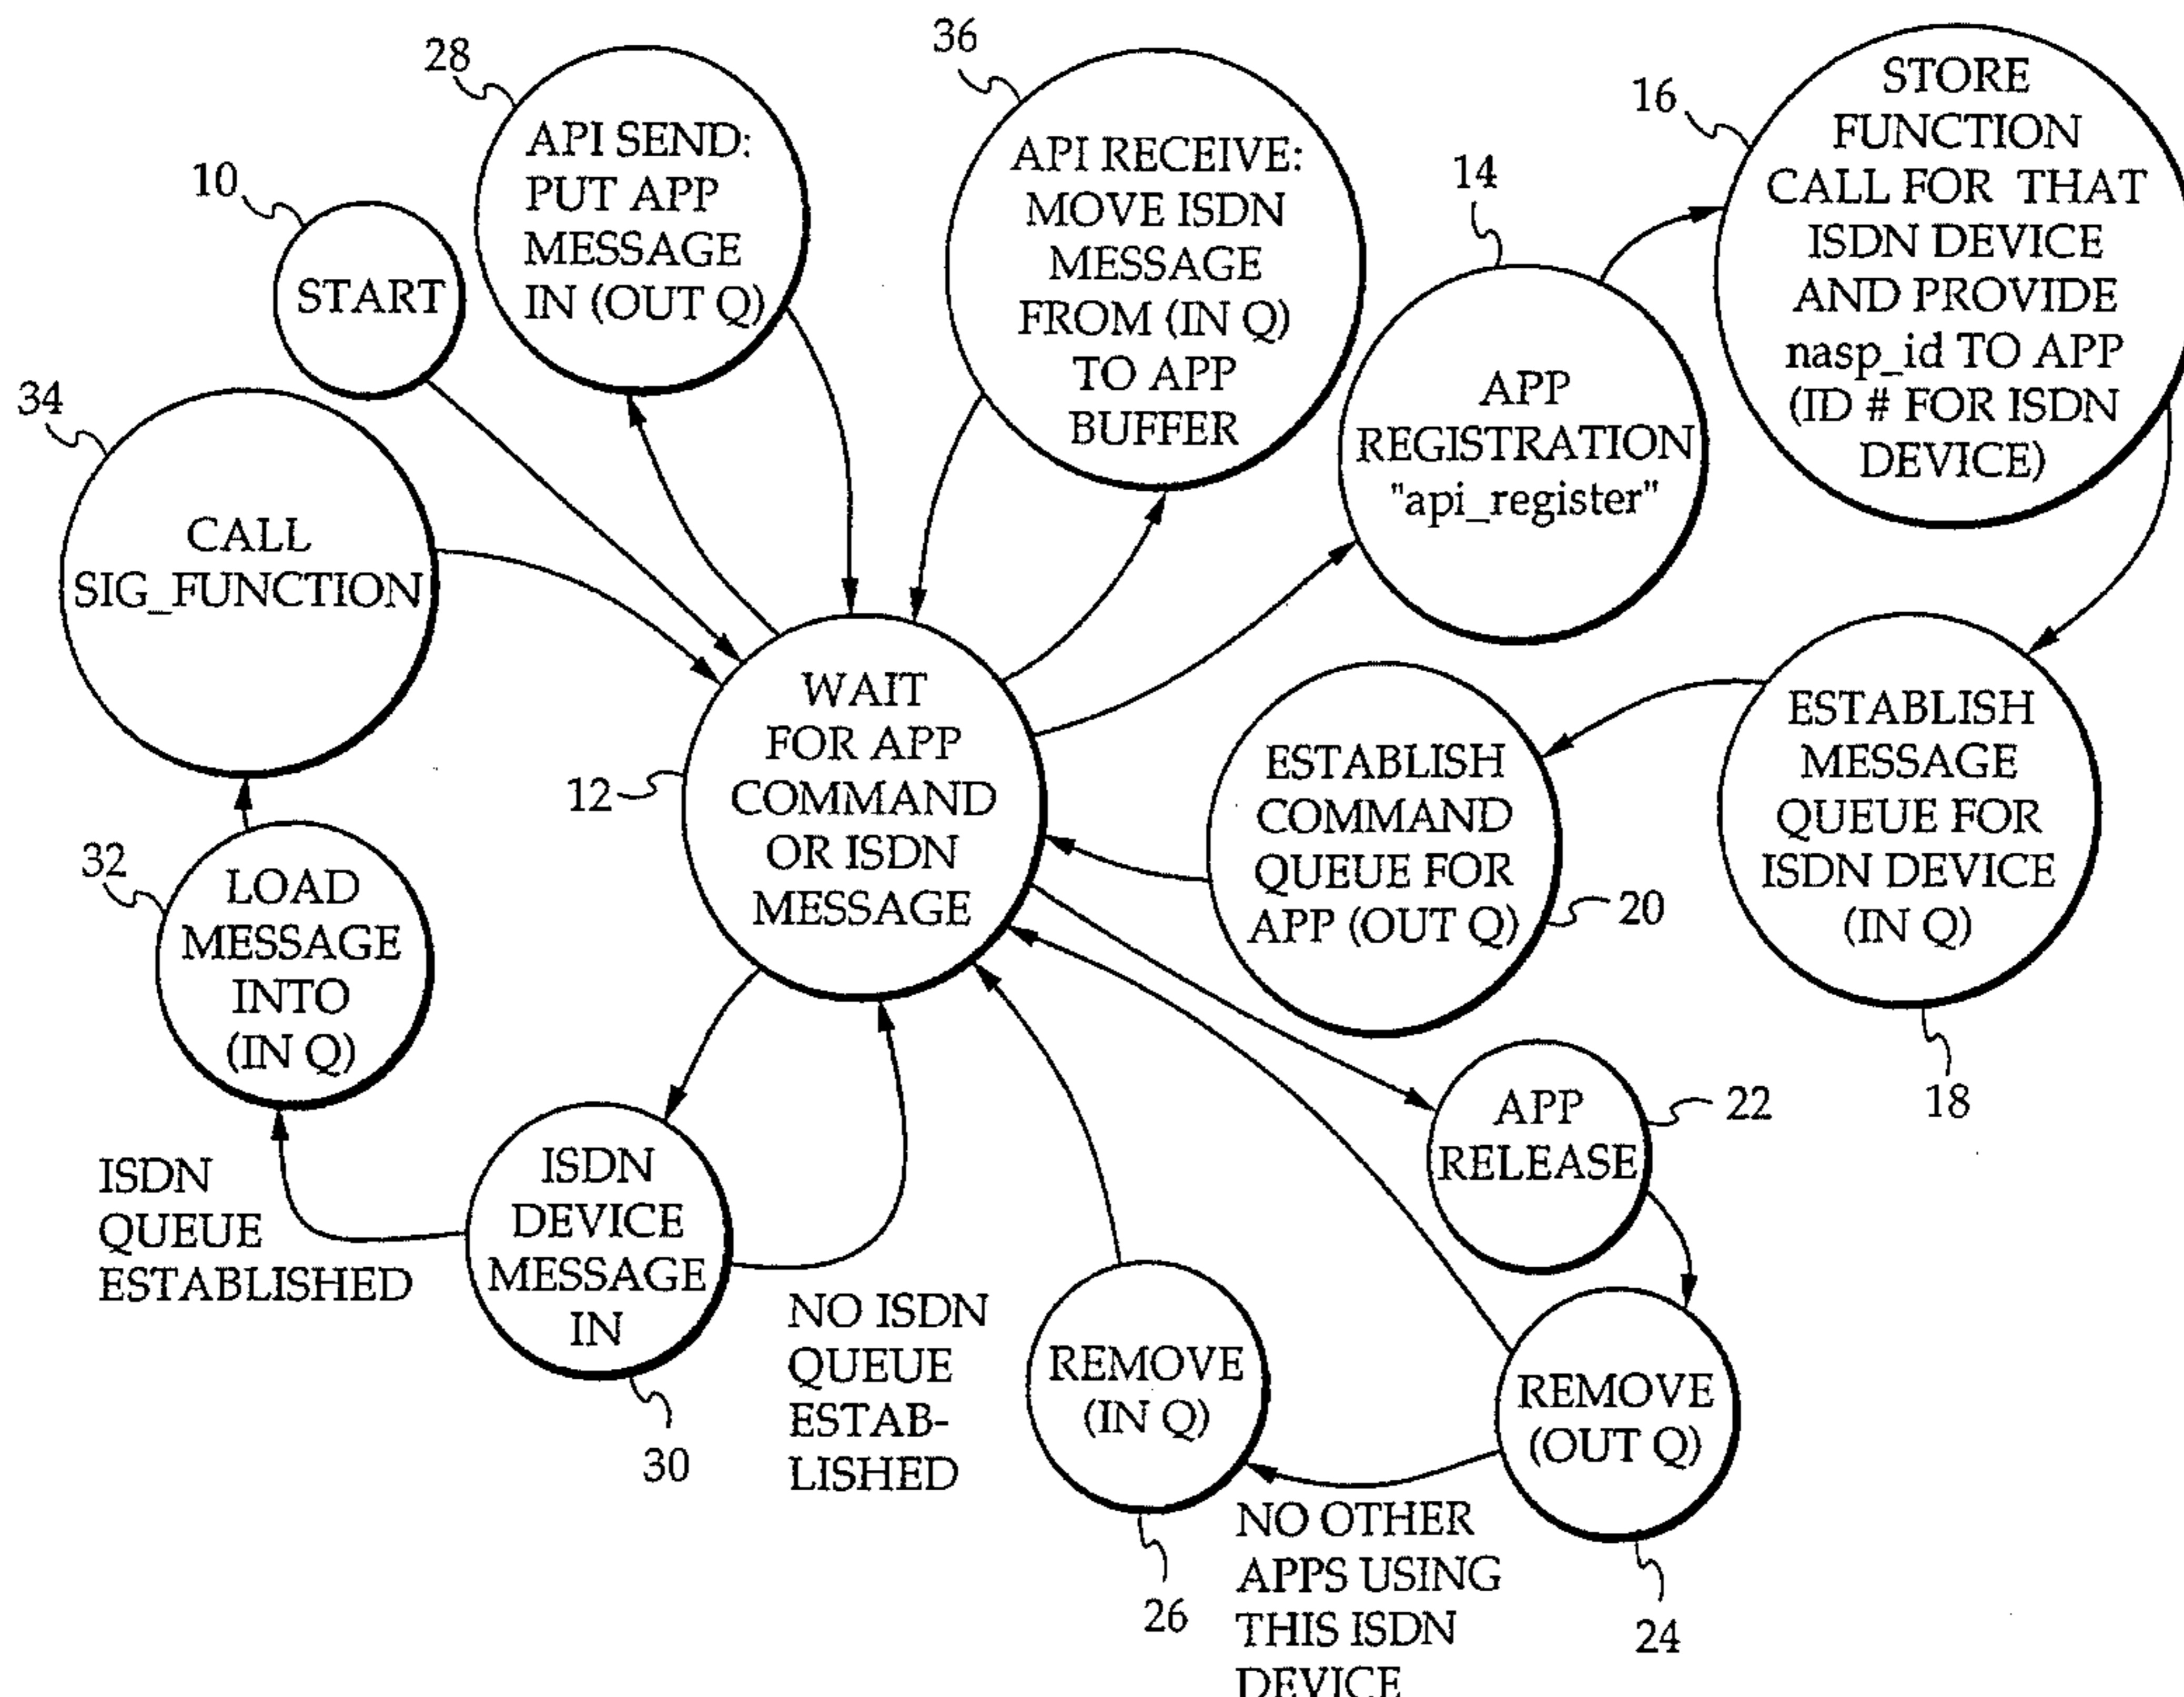 28
36
16
10
14
34
START
API SEND:
PUT APP
MESSAGE
IN (OUT Q)
API RECEIVE:
MOVE ISDN
MESSAGE
FROM (IN Q)
TO APP
BUFFER
APP
REGISTRATION
"api_register"
STORE
FUNCTION
CALL FOR THAT
ISDN DEVICE
AND PROVIDE
nasp_id TO APP
(ID # FOR ISDN
DEVICE)
CALL
SIG_FUNCTION
12
WAIT
FOR APP
COMMAND
OR ISDN
MESSAGE
ESTABLISH
COMMAND
QUEUE FOR
APP (OUT Q)
20
ESTABLISH
MESSAGE
QUEUE FOR
ISDN DEVICE
(IN Q)
18
32
LOAD
MESSAGE
INTO
(IN Q)
APP
RELEASE
22
ISDN
QUEUE
ESTABLISHED
ISDN
DEVICE
MESSAGE
IN
30
NO ISDN
QUEUE
ESTAB-
LISHED
REMOVE
(IN Q)
26
REMOVE
(OUT Q)
24
NO OTHER
APPS USING
THIS ISDN
DEVICE